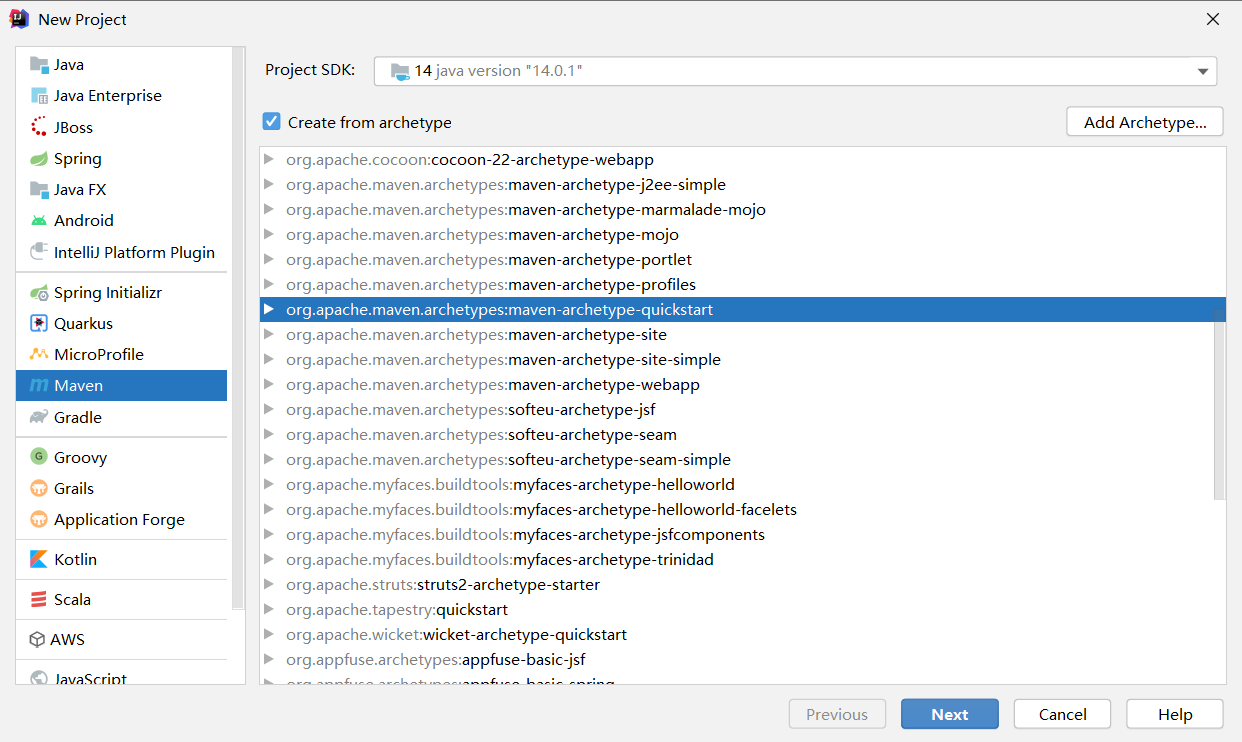 New Project
Java
Java Enterprise
JBoss
Spring
Java FX
Android
IntelliJ Platform Plugin
Spring Initializr
Quarkus
MicroProfile
Maven
Gradle
Groovy
Grails
Application Forge
Kotlin
Scala
AWS
JavaScript
Project SDK: 14 java version "14.0.1"
Create from archetype
Add Archetype...
org.apache.cocoon:cocoon-22-archetype-webapp
org.apache.maven.archetypes:maven-archetype-j2ee-simple
org.apache.maven.archetypes:maven-archetype-marmalade-mojo
org.apache.maven.archetypes:maven-archetype-mojo
org.apache.maven.archetypes:maven-archetype-portlet
org.apache.maven.archetypes:maven-archetype-profiles
org.apache.maven.archetypes:maven-archetype-quickstart
org.apache.maven.archetypes:maven-archetype-site
org.apache.maven.archetypes:maven-archetype-site-simple
org.apache.maven.archetypes:maven-archetype-webapp
org.apache.maven.archetypes:softeu-archetype-jsf
org.apache.maven.archetypes:softeu-archetype-seam
org.apache.maven.archetypes:softeu-archetype-seam-simple
org.apache.myfaces.buildtools:myfaces-archetype-helloworld
org.apache.myfaces.buildtools:myfaces-archetype-helloworld-facelets
org.apache.myfaces.buildtools:myfaces-archetype-jsfcomponents
org.apache.myfaces.buildtools:myfaces-archetype-trinidad
org.apache.struts:struts2-archetype-starter
org.apache.tapestry:quickstart
org.apache.wicket:wicket-archetype-quickstart
org.appfuse.archetypes:appfuse-basic-jsf
org.appfuse.archetypes:appfuse-basic-spring
Previous
Next
Cancel
Help